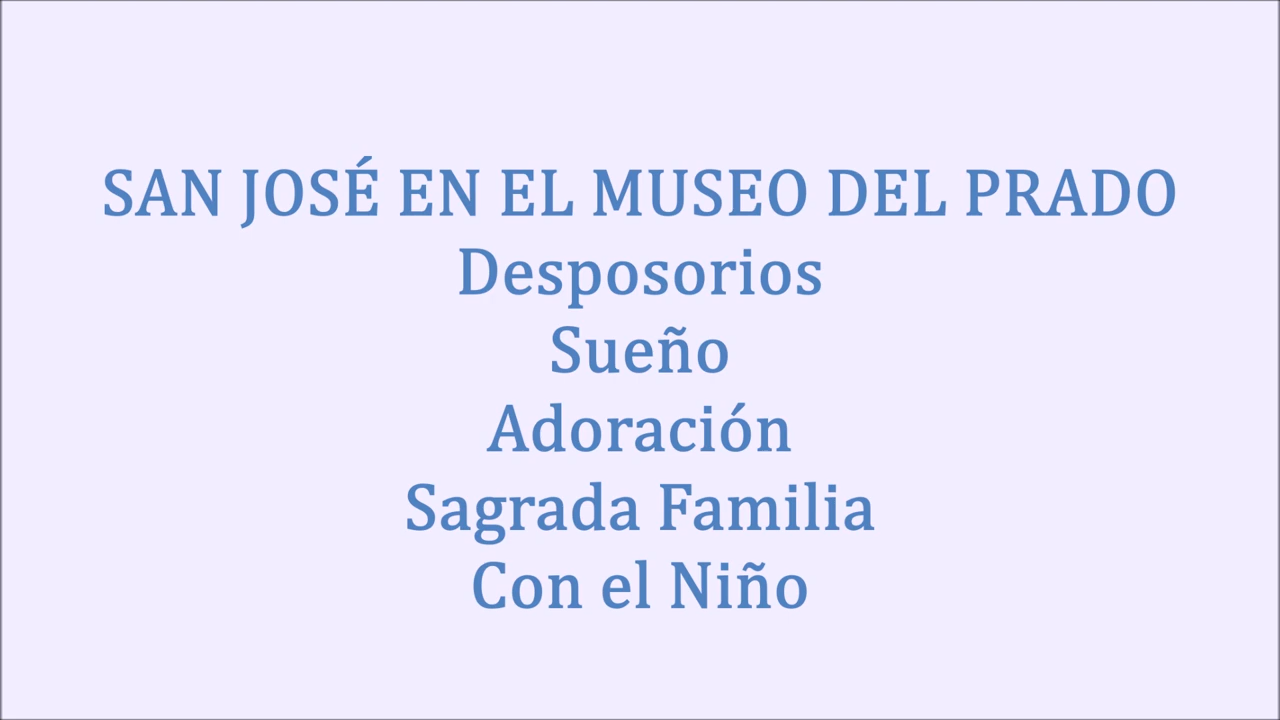 SAN JOSÉ EN EL MUSEO DEL PRADO
Desposorios
Sueño
Adoración
Sagrada Familia
Con el Niño